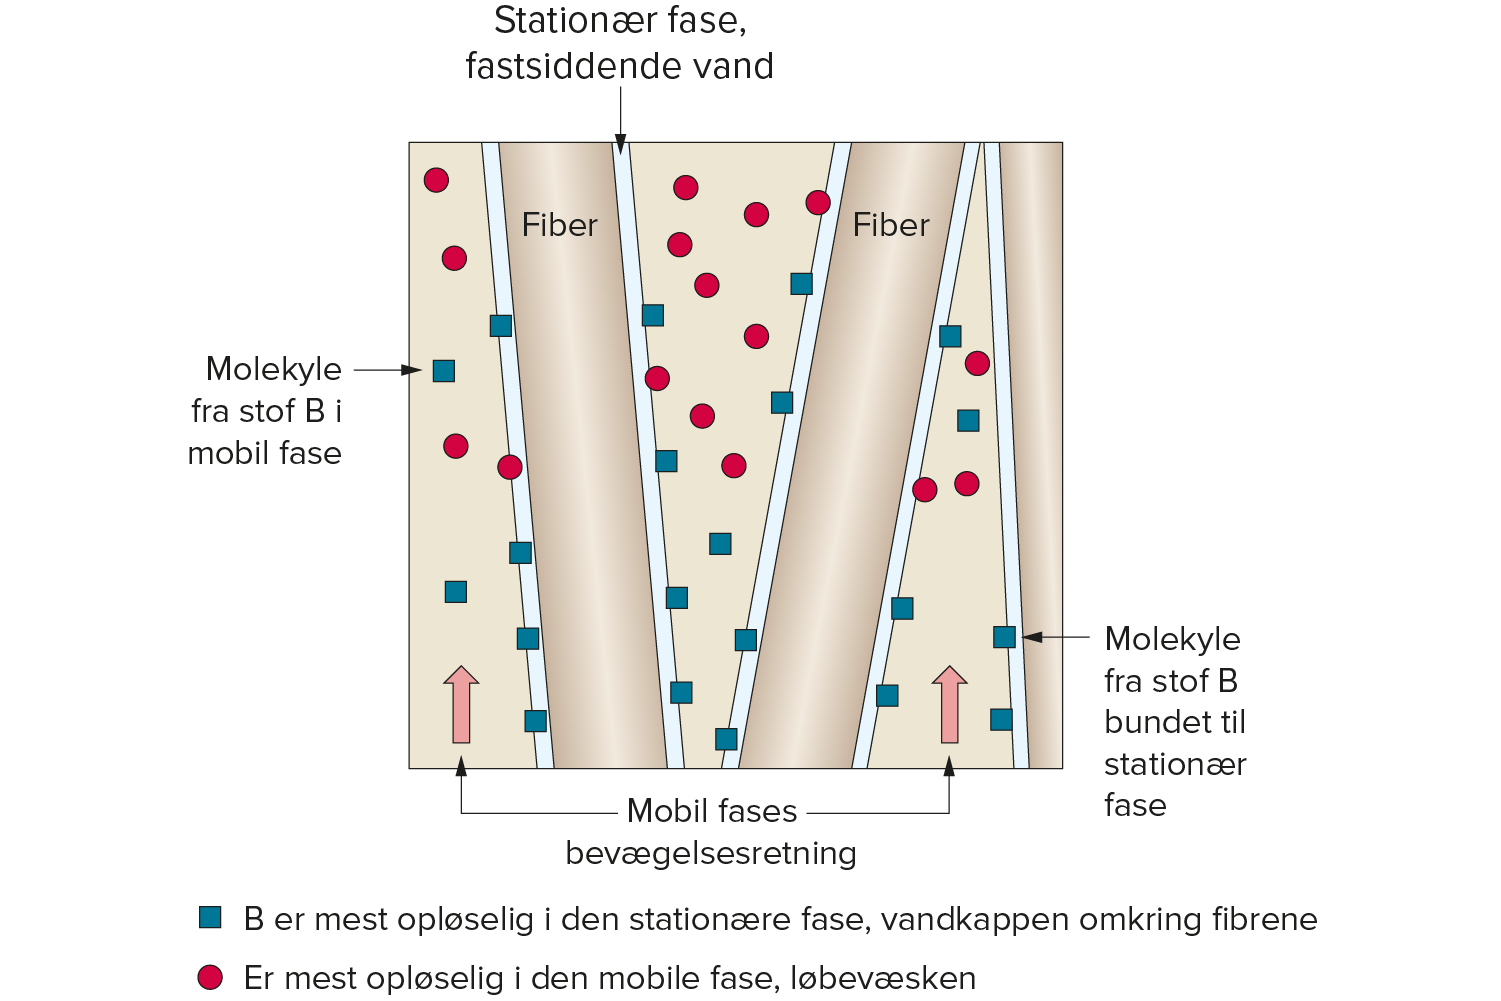 Stationær fase,
fastsiddende vand
Fiber
Fiber
Molekyle
fra stof B i
mobil fase
Molekyle
fra stof B
bundet til
stationær
fase
Mobil fases
bevægelsesretning
B er mest opløselig i den stationære fase, vandkappen omkring fibrene
Er mest opløselig i den mobile fase, løbevæsken